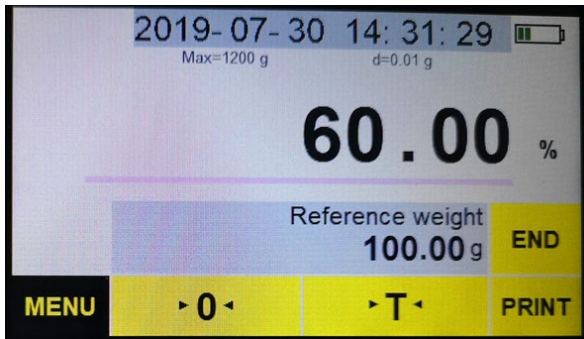 2019-07-30 14:31:29
Max=1200 g d=0.01 g
60.00 %
Reference weight
100.00 g
END
MENU ►0◄ ►T◄ PRINT